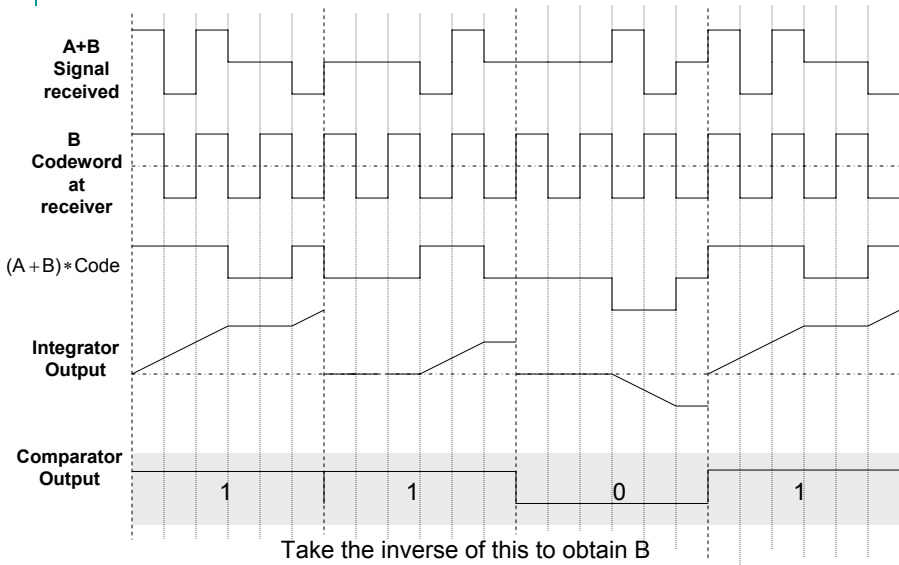 A+B
Signal
received
B
Codeword
at
receiver
(A+B)∗Code
Integrator
Output
Comparator
Output
1 1 0 1
Take the inverse of this to obtain B